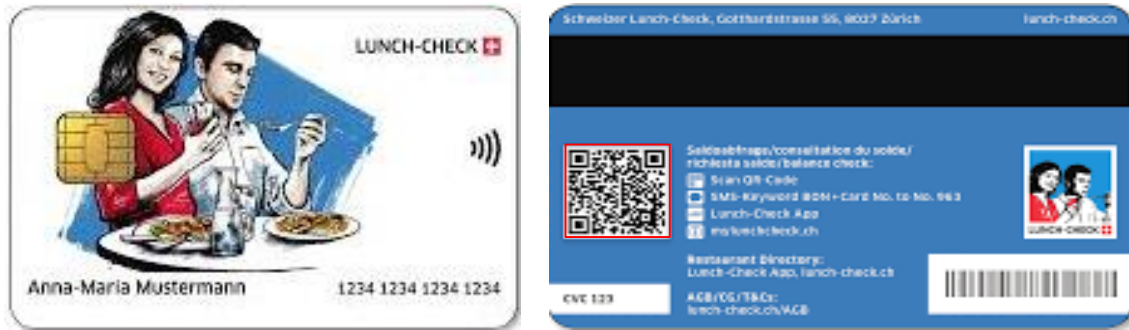 LUNCH-CHECK
Anna-Maria Mustermann
1234 1234 1234 1234
Schweizer Lunch-Check, Gotthardstrasse 55, 8027 Zürich
lunch-check.ch
Saldoabfrage/consultation du solde/
richiesta saldo/balance check:
Scan QR-Code
SMS-Keyword BON+Card No. to No. 963
Lunch-Check App
mylunchcheck.ch
LUNCH-CHECK
Restaurant Directory:
Lunch-Check App, lunch-check.ch
CVC 123
AGB/CG/T&Cs:
lunch-check.ch/AGB